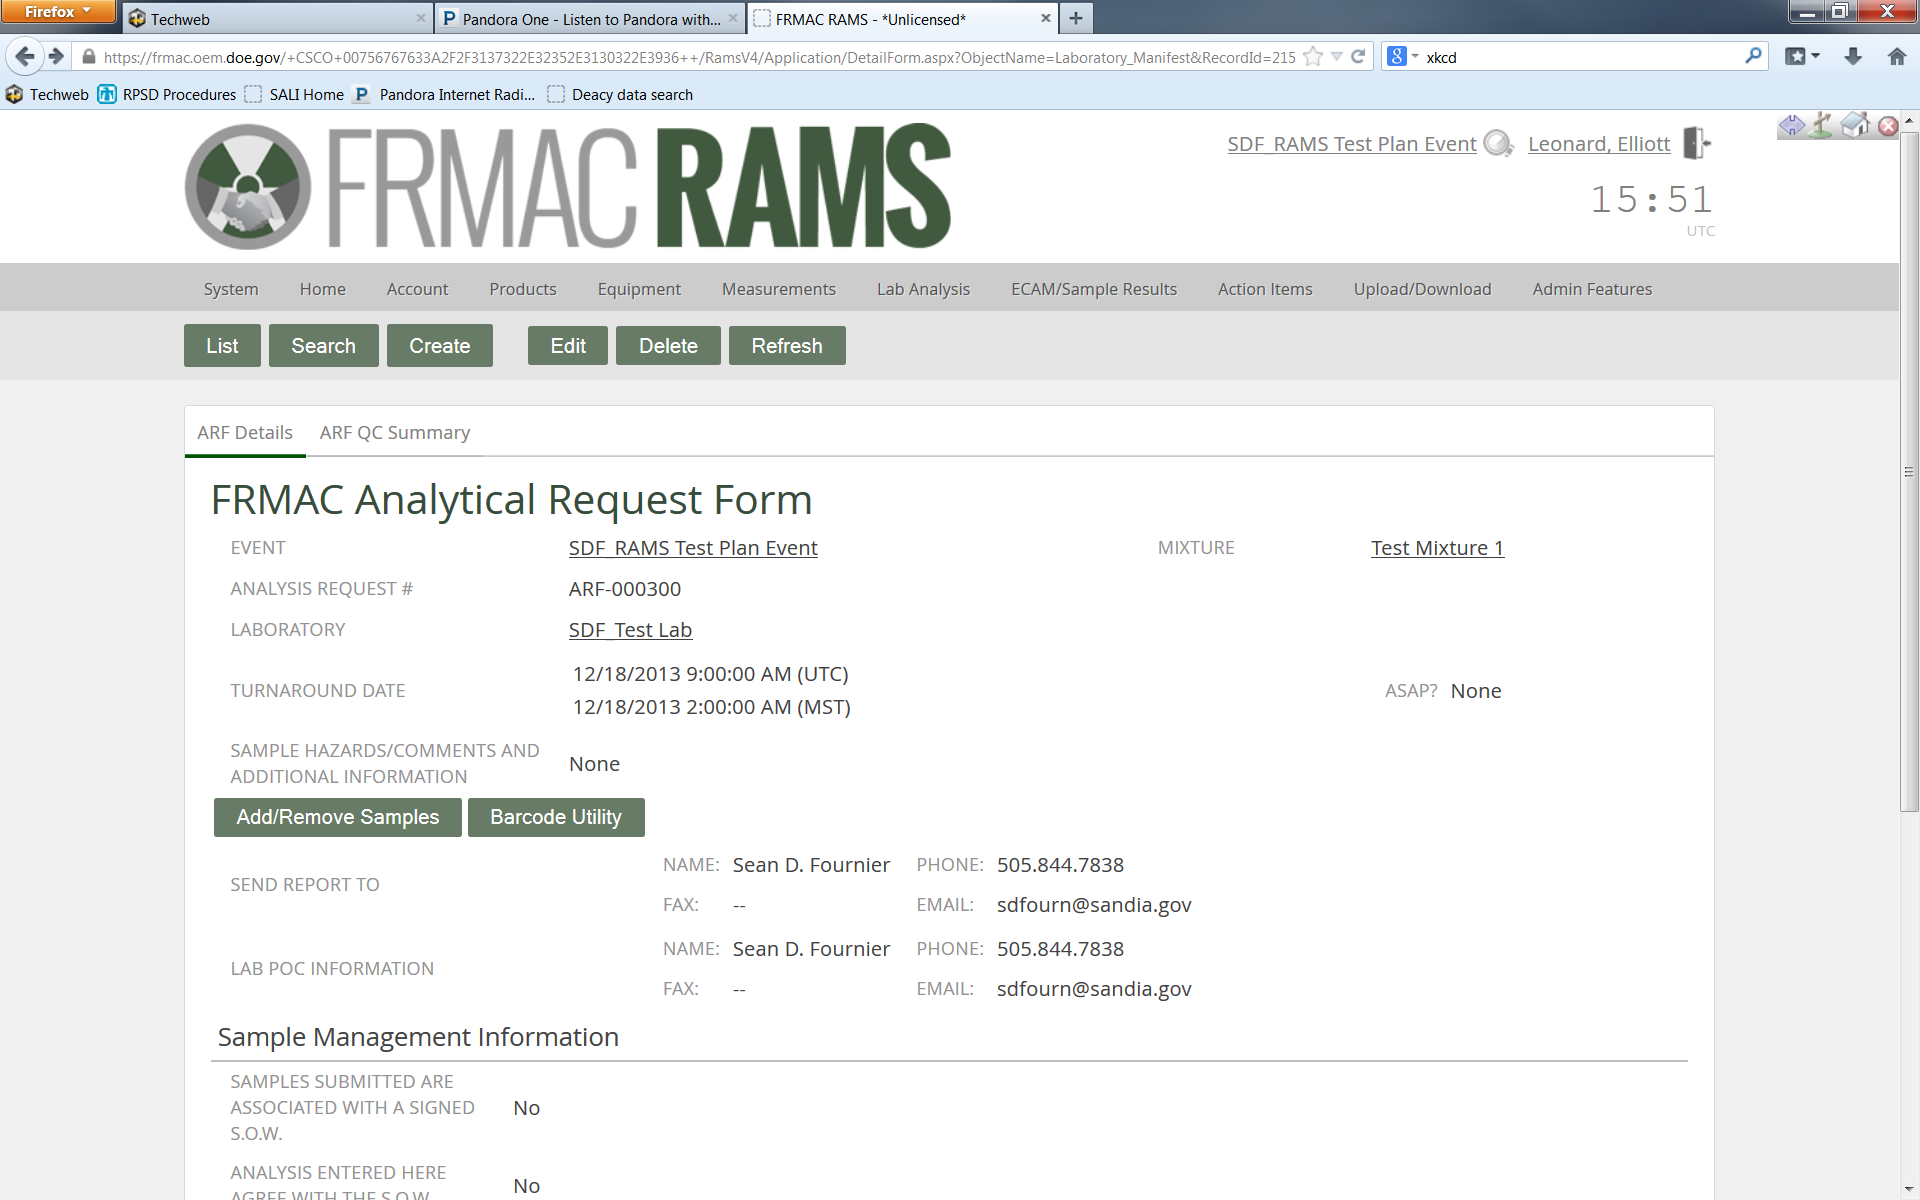 Firefox
Techweb
Pandora One - Listen to Pandora with...
FRMAC RAMS - *Unlicensed*
https://frmac.oem.doe.gov/+CSCO+00756767633A2F2F3137322E32352E3130322E3936++/RamsV4/Application/DetailForm.aspx?ObjectName=Laboratory_Manifest&RecordId=215
xkcd
Techweb RPSD Procedures SALI Home Pandora Internet Radi... Deacy data search
FRMAC RAMS
SDF_RAMS Test Plan Event Leonard, Elliott
15:51
UTC
System Home Account Products Equipment Measurements Lab Analysis ECAM/Sample Results Action Items Upload/Download Admin Features
List Search Create Edit Delete Refresh
ARF Details ARF QC Summary
FRMAC Analytical Request Form
EVENT SDF_RAMS Test Plan Event MIXTURE Test Mixture 1
ANALYSIS REQUEST # ARF-000300
LABORATORY SDF_Test Lab
12/18/2013 9:00:00 AM (UTC)
TURNAROUND DATE ASAP? None
12/18/2013 2:00:00 AM (MST)
SAMPLE HAZARDS/COMMENTS AND
ADDITIONAL INFORMATION
None
Add/Remove Samples Barcode Utility
SEND REPORT TO
NAME: Sean D. Fournier PHONE: 505.844.7838
FAX: -- EMAIL: sdfourn@sandia.gov
LAB POC INFORMATION
NAME: Sean D. Fournier PHONE: 505.844.7838
FAX: -- EMAIL: sdfourn@sandia.gov
Sample Management Information
SAMPLES SUBMITTED ARE
ASSOCIATED WITH A SIGNED No
S.O.W.
ANALYSIS ENTERED HERE
AGREE WITH THE S.O.W.
No